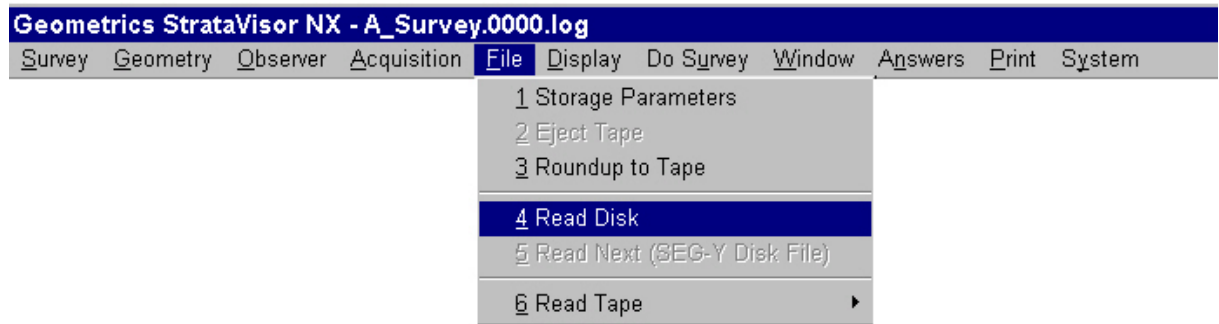 Geometrics StrataVisor NX - A_Survey.0000.log
Survey Geometry Observer Acquisition File Display Do Survey Window Answers Print System
1 Storage Parameters
2 Eject Tape
3 Roundup to Tape
4 Read Disk
5 Read Next (SEG-Y Disk File)
6 Read Tape